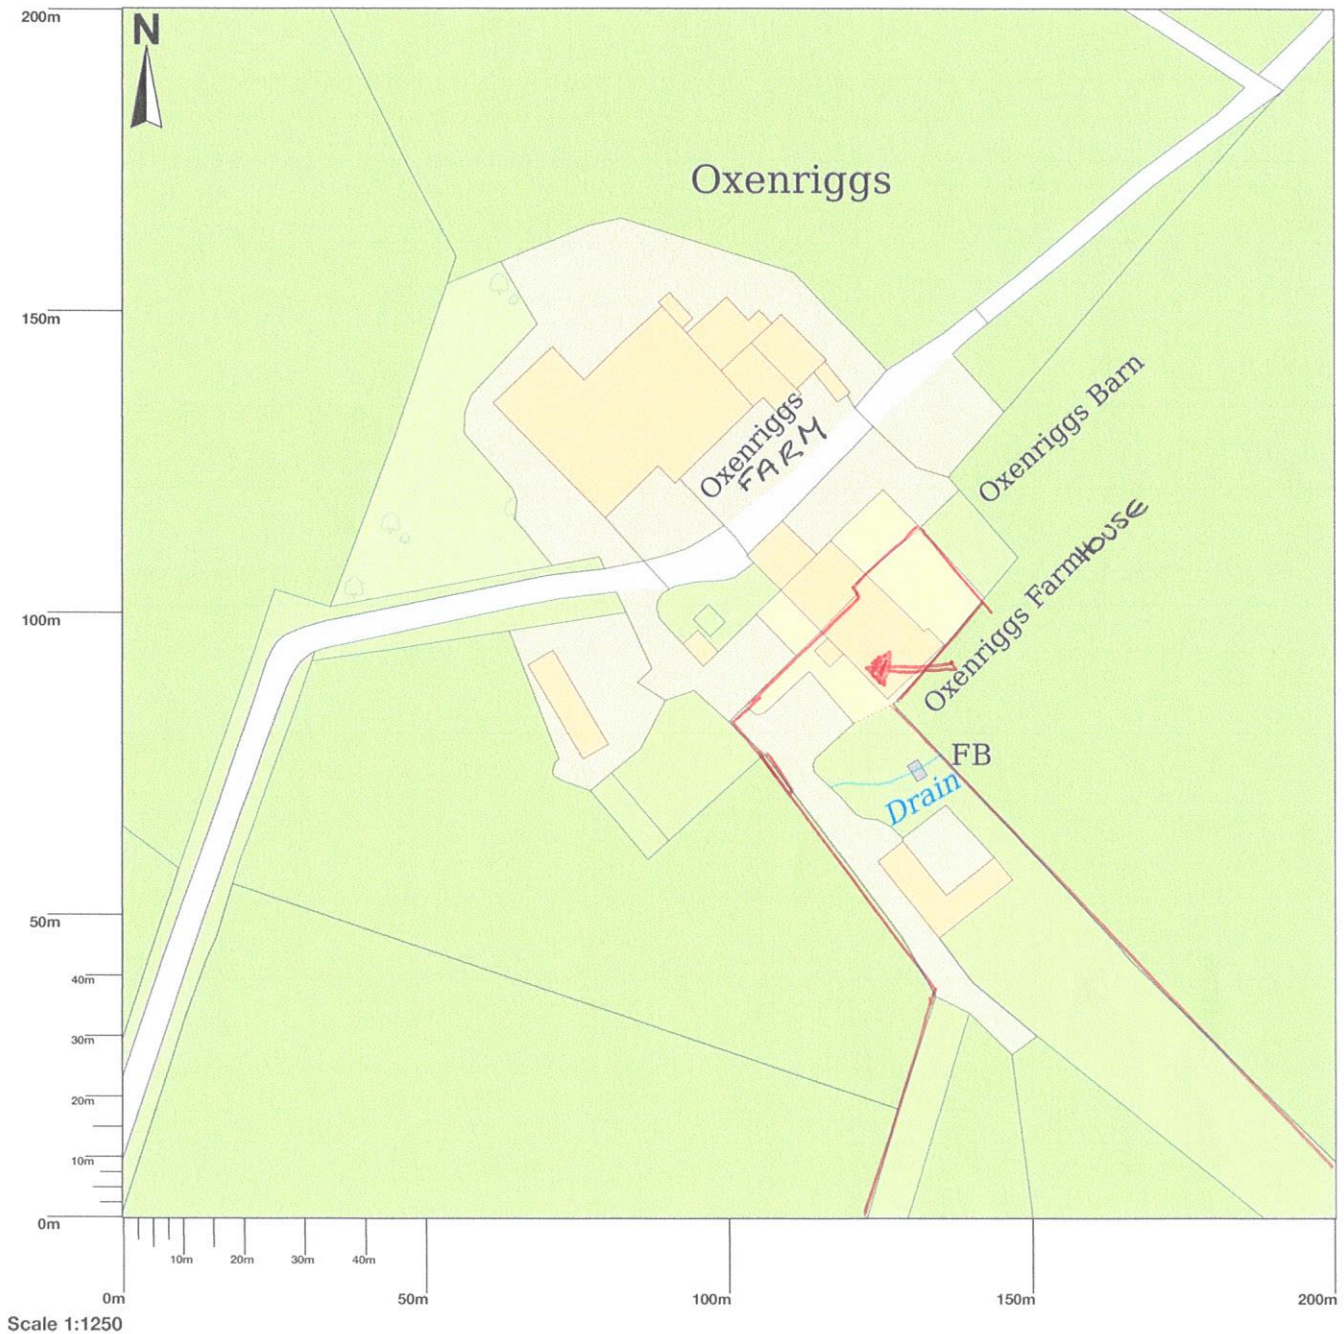 200m
N
Oxenriggs
150m
Oxenriggs Barn
Oxenriggs
FARM
Oxenriggs FarmHOUSE
100m
FB
Drain
50m
40m
30m
20m
10m
0m
10m 20m 30m 40m
0m 50m 100m 150m 200m
Scale 1:1250